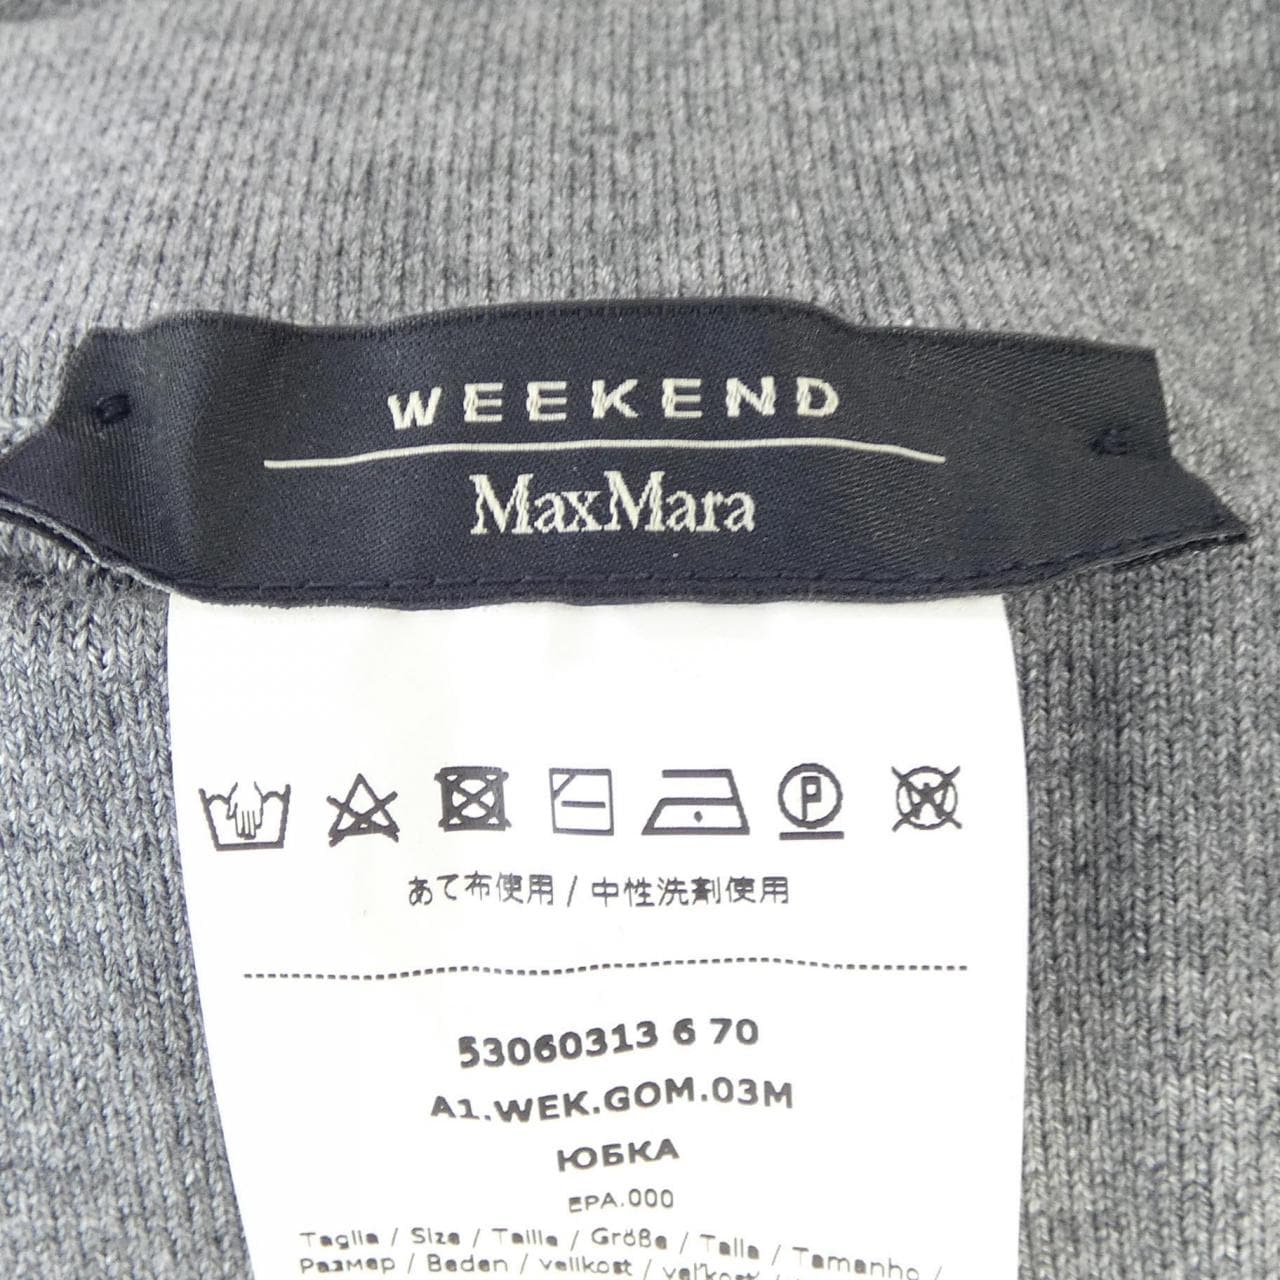 WEEKEND
MaxMara
P
あて布使用 / 中性洗剤使用
53060313 6 70
A1.WEK.GOM.03M
ЮБКА
EPA.000
Taglia / Size / Taille / Größe / Talla / Tamanho /
Размер / Beden / velikost / veľkosť /